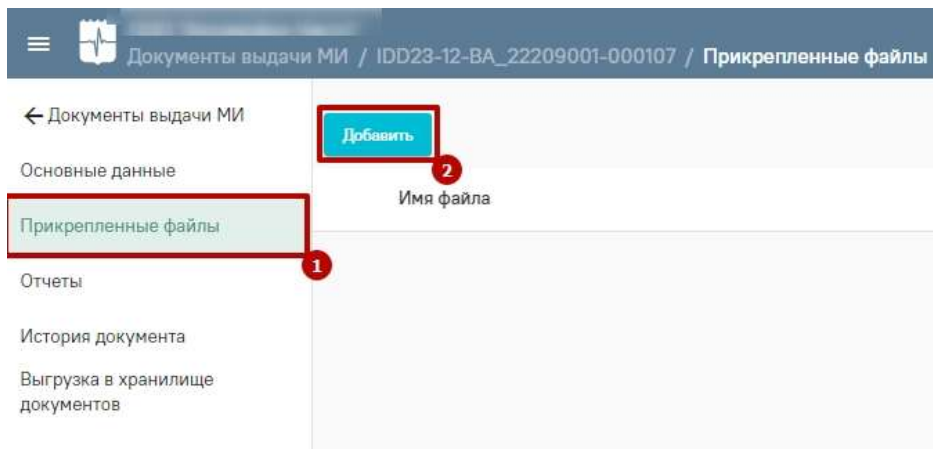 Документы выдачи МИ / IDD23-12-BA_22209001-000107 / Прикрепленные файлы
← Документы выдачи МИ
Добавить
2
Основные данные
Имя файла
Прикрепленные файлы
1
Отчеты
История документа
Выгрузка в хранилище
документов